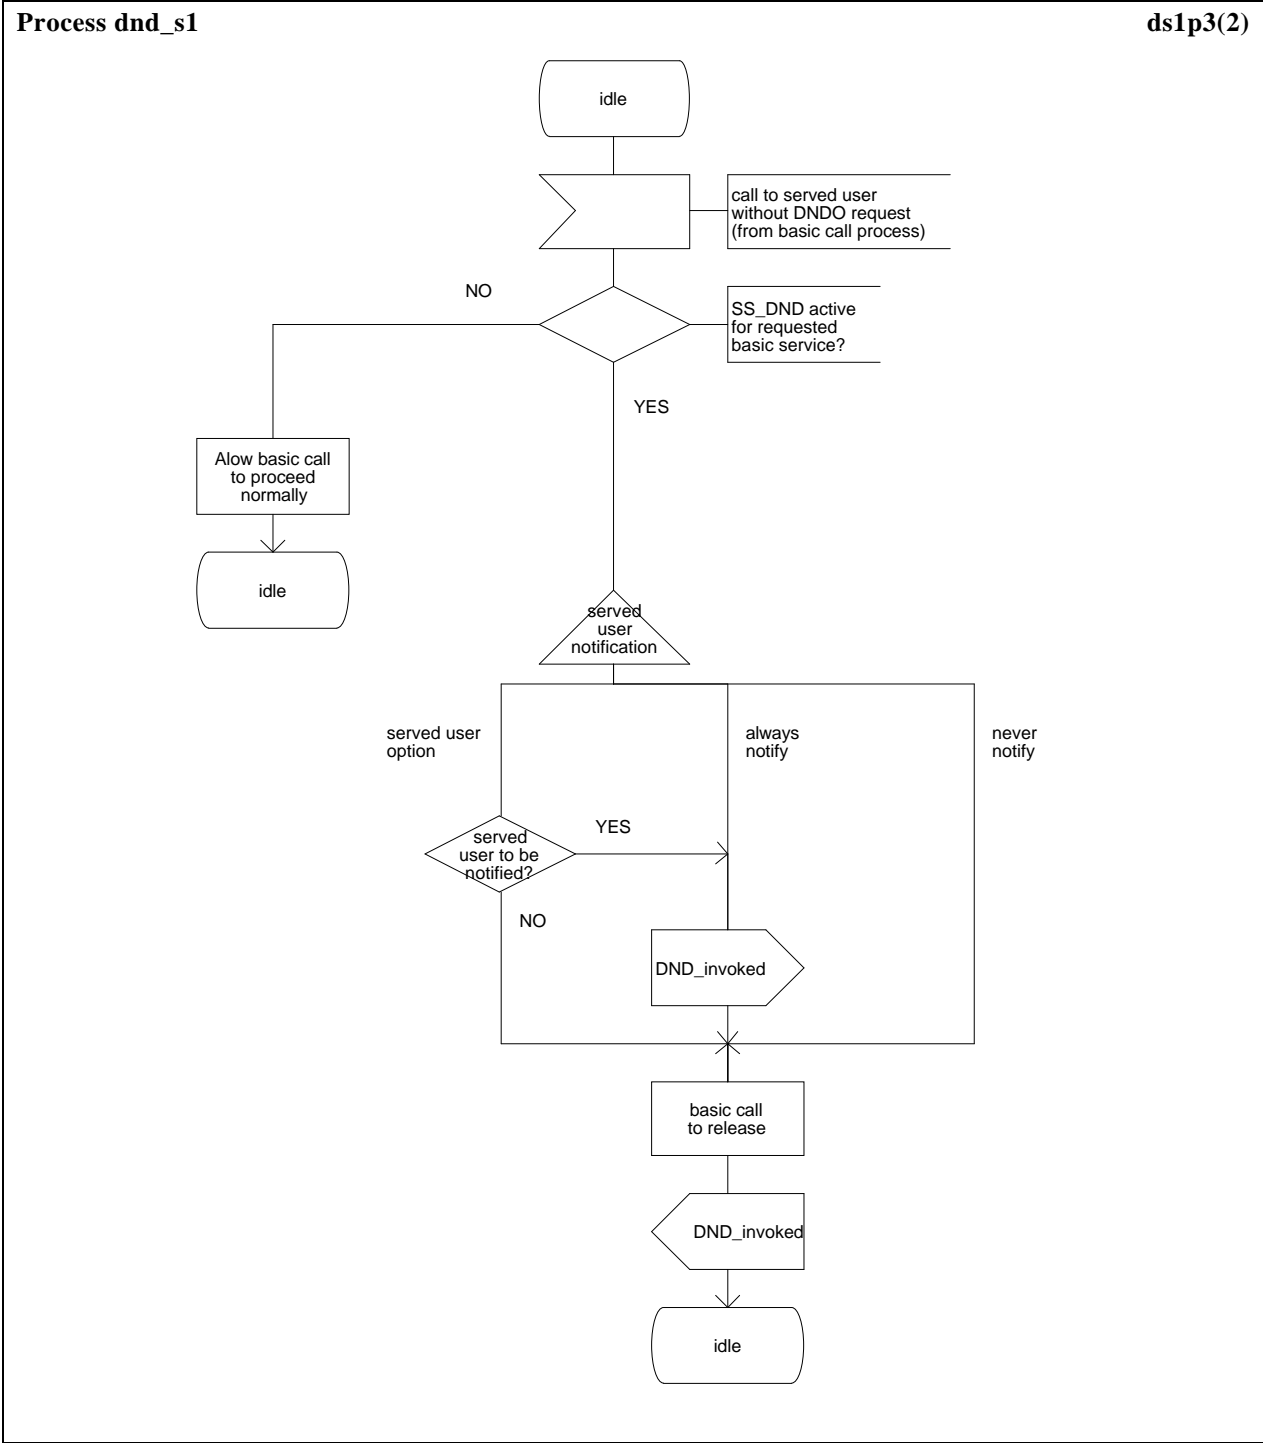 Process dnd_s1
ds1p3(2)
idle
call to served user
without DNDO request
(from basic call process)
NO
SS_DND active
for requested
basic service?
YES
Alow basic call
to proceed
normally
idle
served
user
notification
served user
option
always
notify
never
notify
served
user to be
notified?
YES
NO
DND_invoked
basic call
to release
DND_invoked
idle